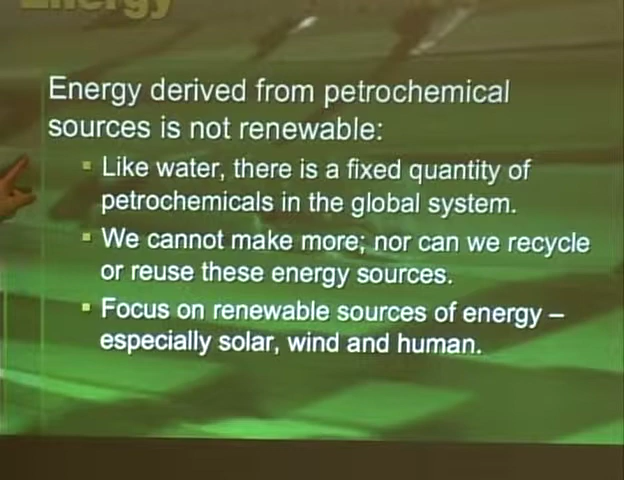 Energy
Energy derived from petrochemical
sources is not renewable:
Like water, there is a fixed quantity of
petrochemicals in the global system.
We cannot make more; nor can we recycle
or reuse these energy sources.
Focus on renewable sources of energy –
especially solar, wind and human.